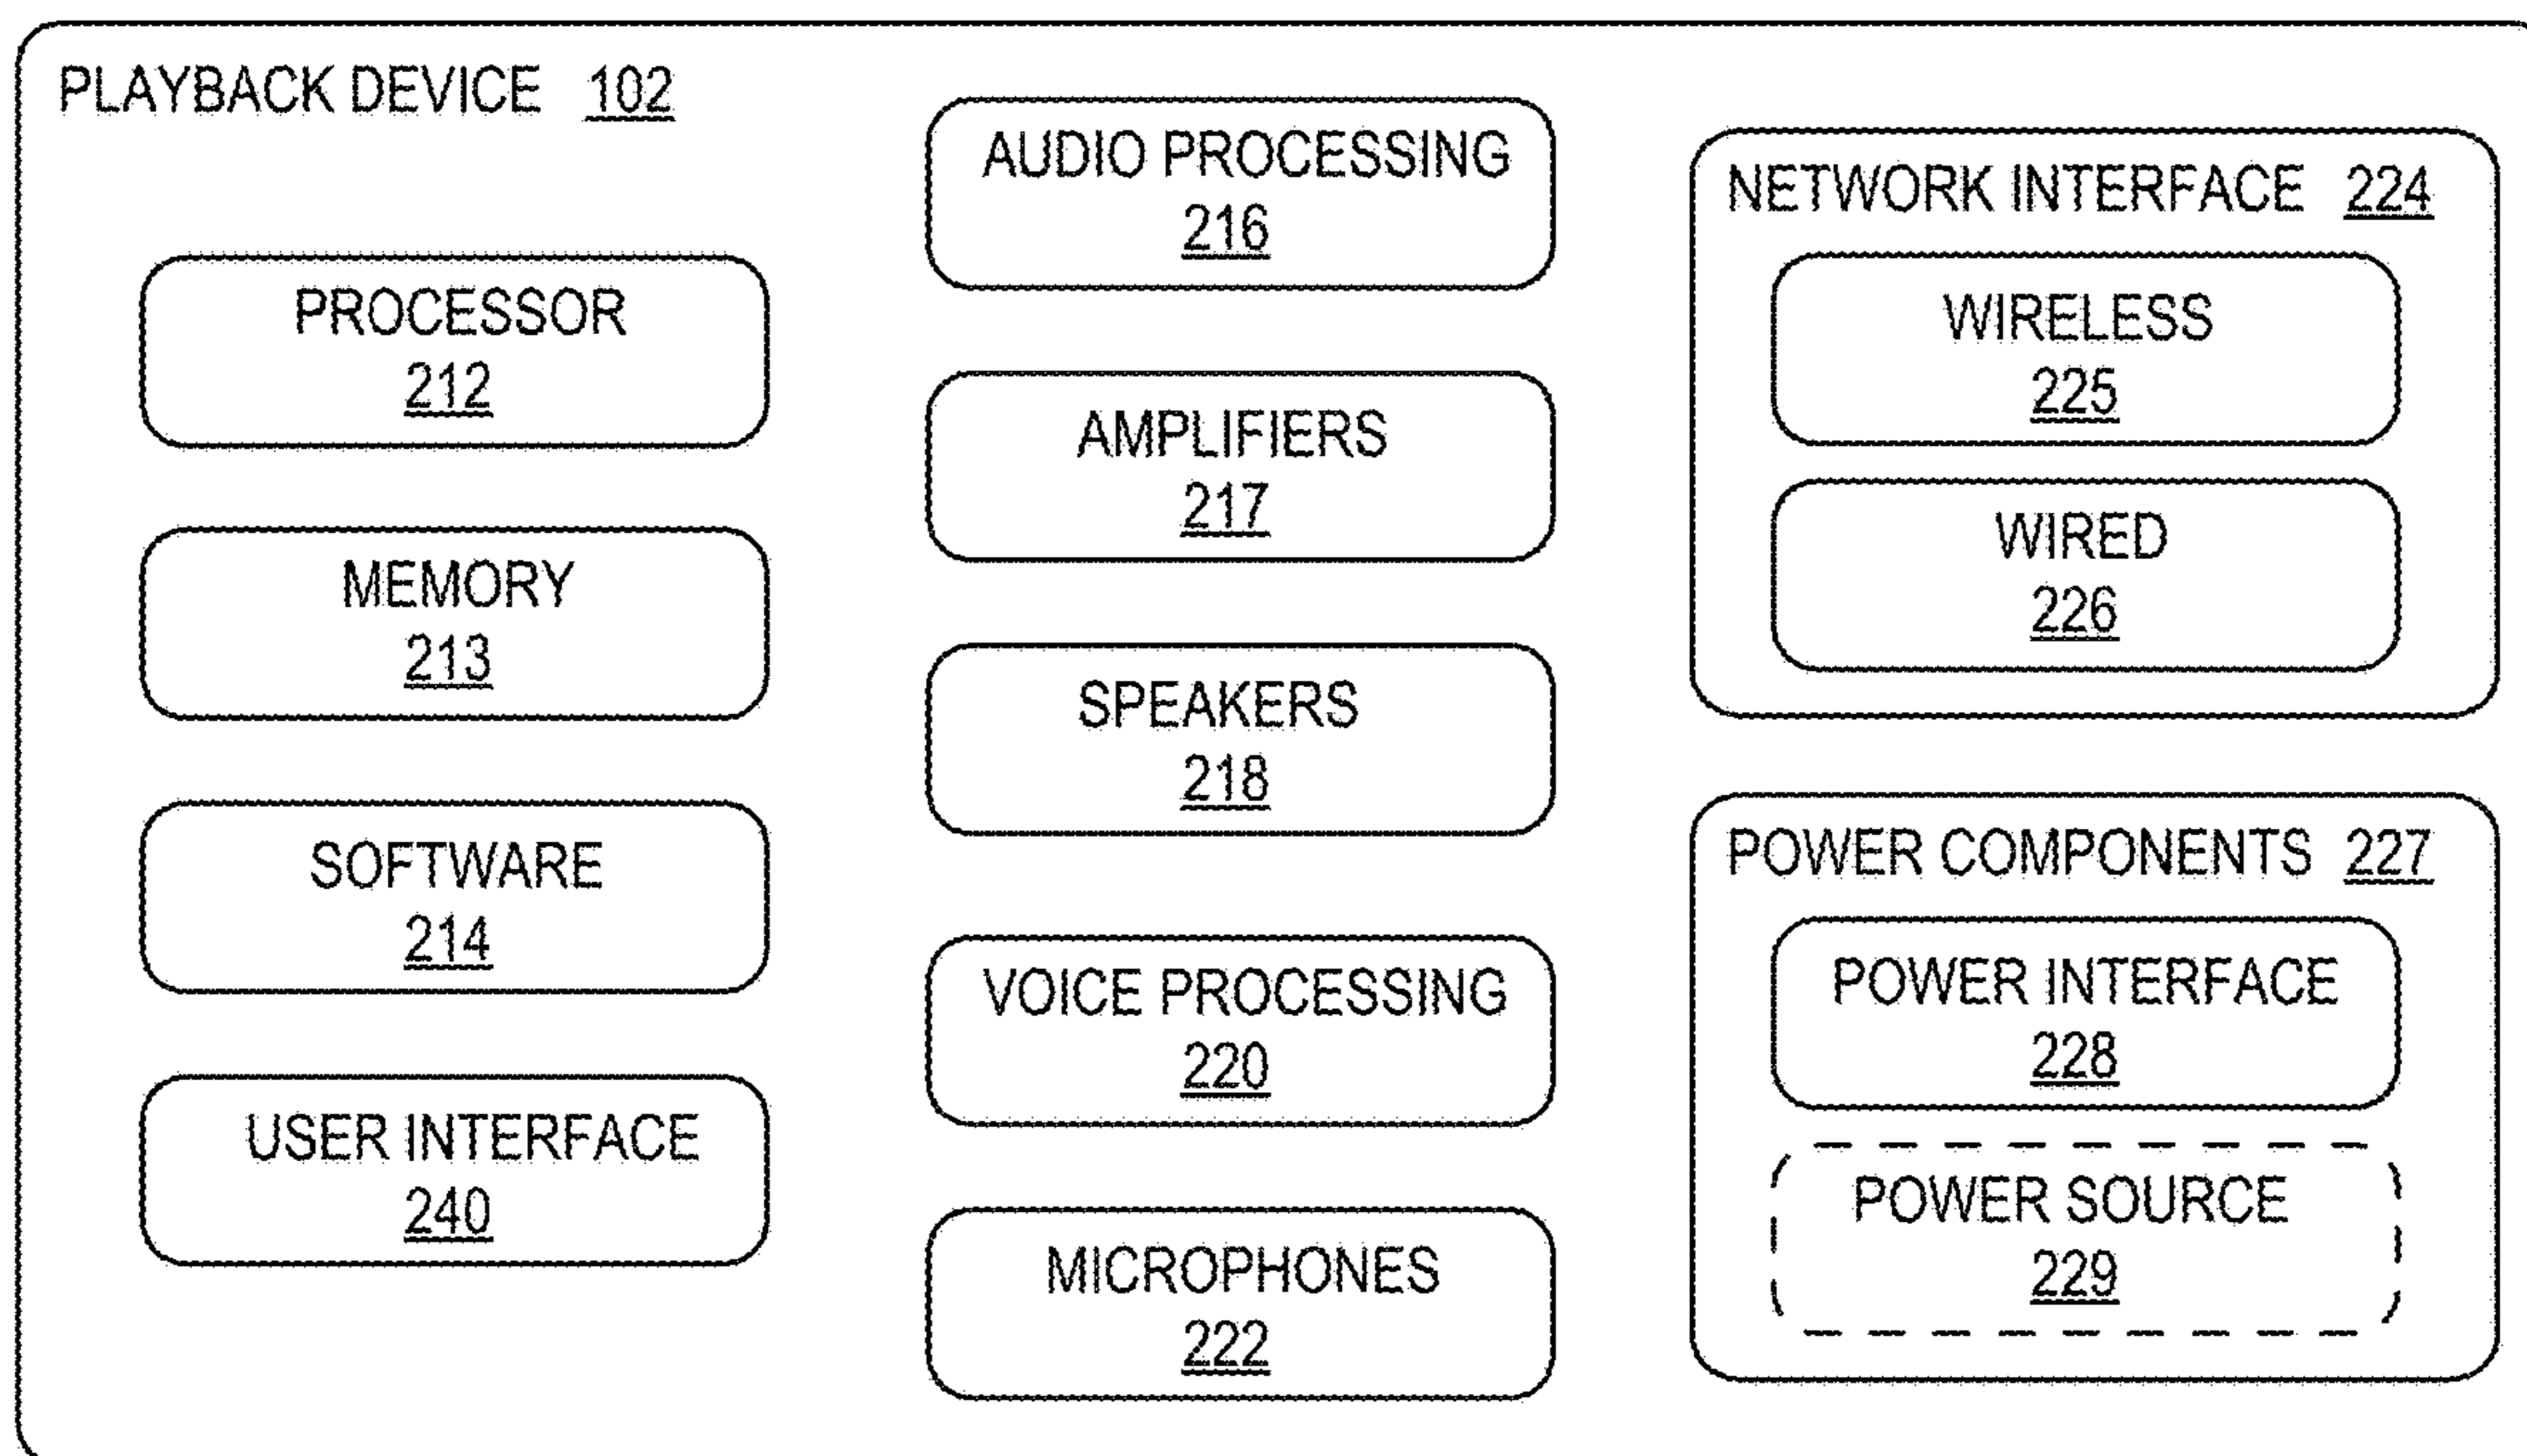 PLAYBACK DEVICE 102
PROCESSOR
212
MEMORY
213
SOFTWARE
214
USER INTERFACE
240
AUDIO PROCESSING
216
AMPLIFIERS
217
SPEAKERS
218
VOICE PROCESSING
220
MICROPHONES
222
NETWORK INTERFACE 224
WIRELESS
225
WIRED
226
POWER COMPONENTS 227
POWER INTERFACE
228
POWER SOURCE
229